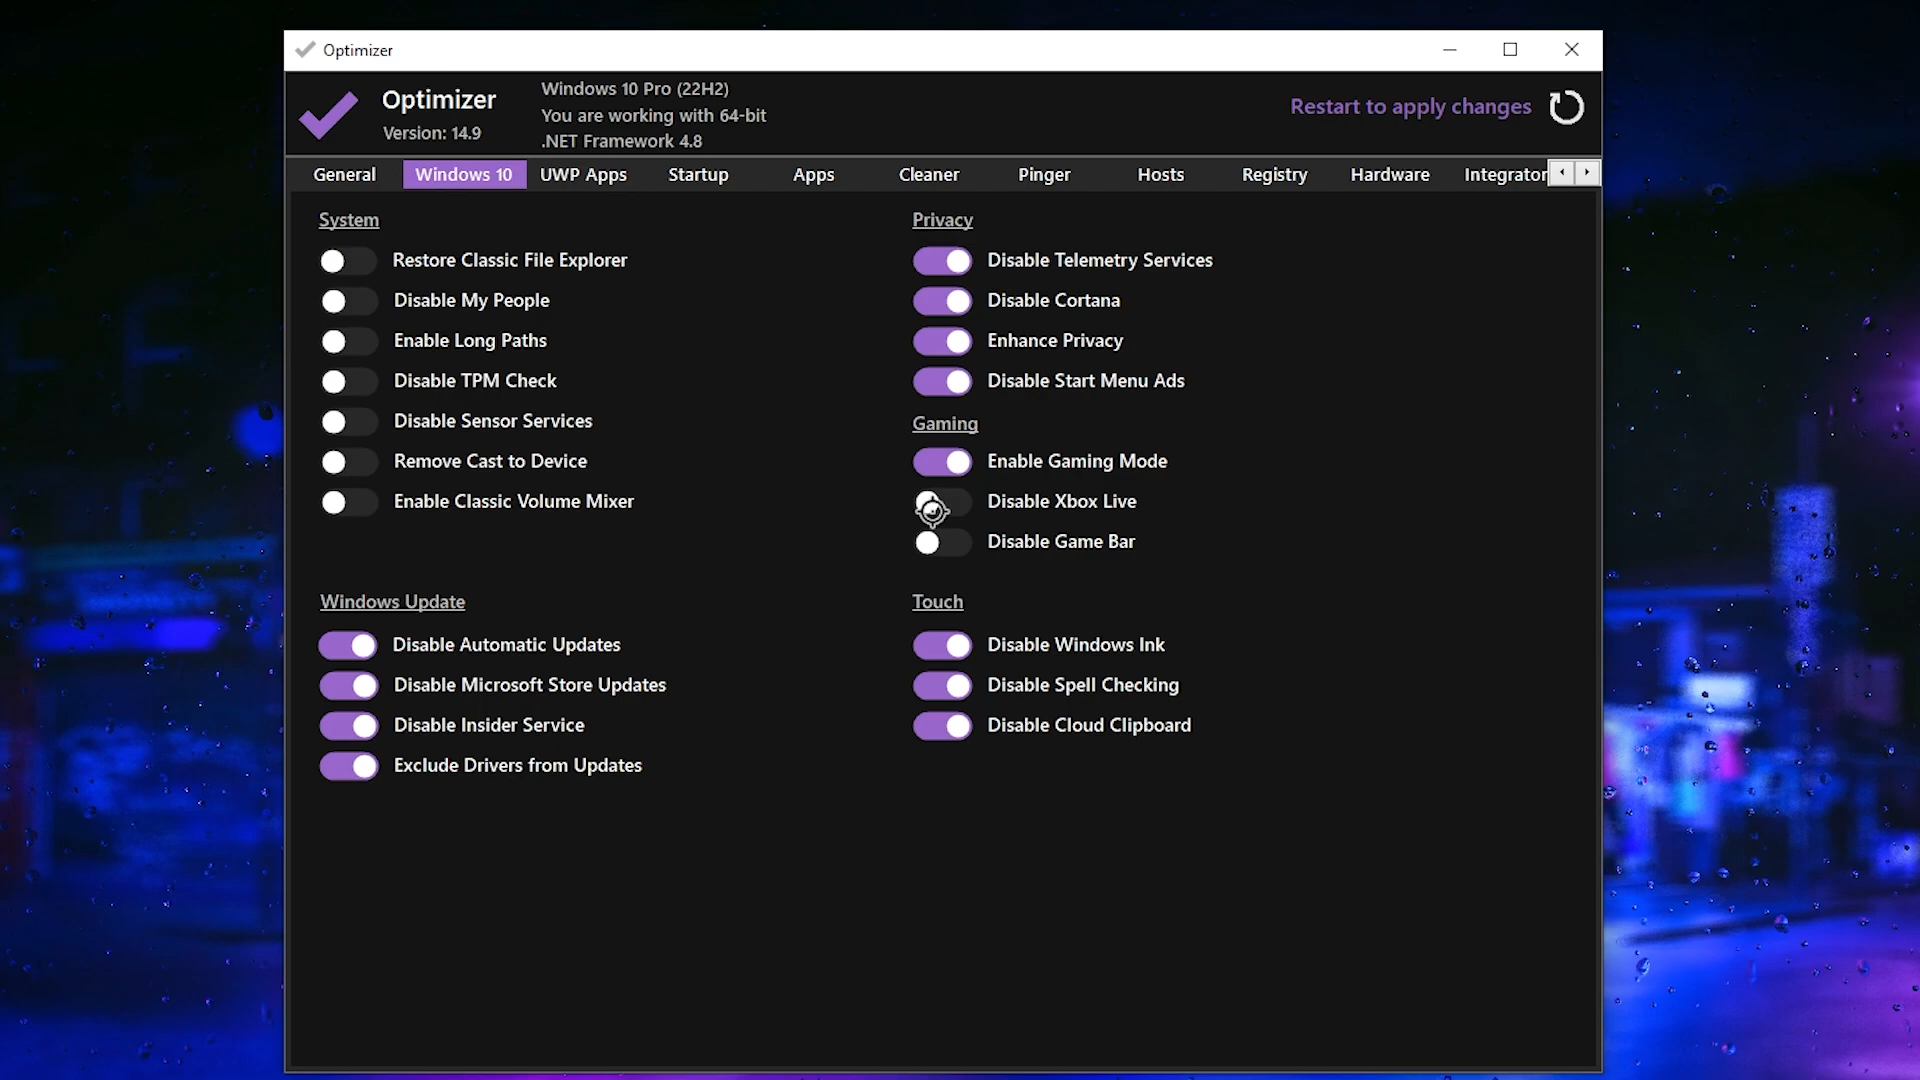 Optimizer
Optimizer
Version: 14.9
Windows 10 Pro (22H2)
You are working with 64-bit
.NET Framework 4.8
Restart to apply changes
General
Windows 10
UWP Apps
Startup
Apps
Cleaner
Pinger
Hosts
Registry
Hardware
Integrator
System
Restore Classic File Explorer
Disable My People
Enable Long Paths
Disable TPM Check
Disable Sensor Services
Remove Cast to Device
Enable Classic Volume Mixer
Privacy
Disable Telemetry Services
Disable Cortana
Enhance Privacy
Disable Start Menu Ads
Gaming
Enable Gaming Mode
Disable Xbox Live
Disable Game Bar
Windows Update
Disable Automatic Updates
Disable Microsoft Store Updates
Disable Insider Service
Exclude Drivers from Updates
Touch
Disable Windows Ink
Disable Spell Checking
Disable Cloud Clipboard